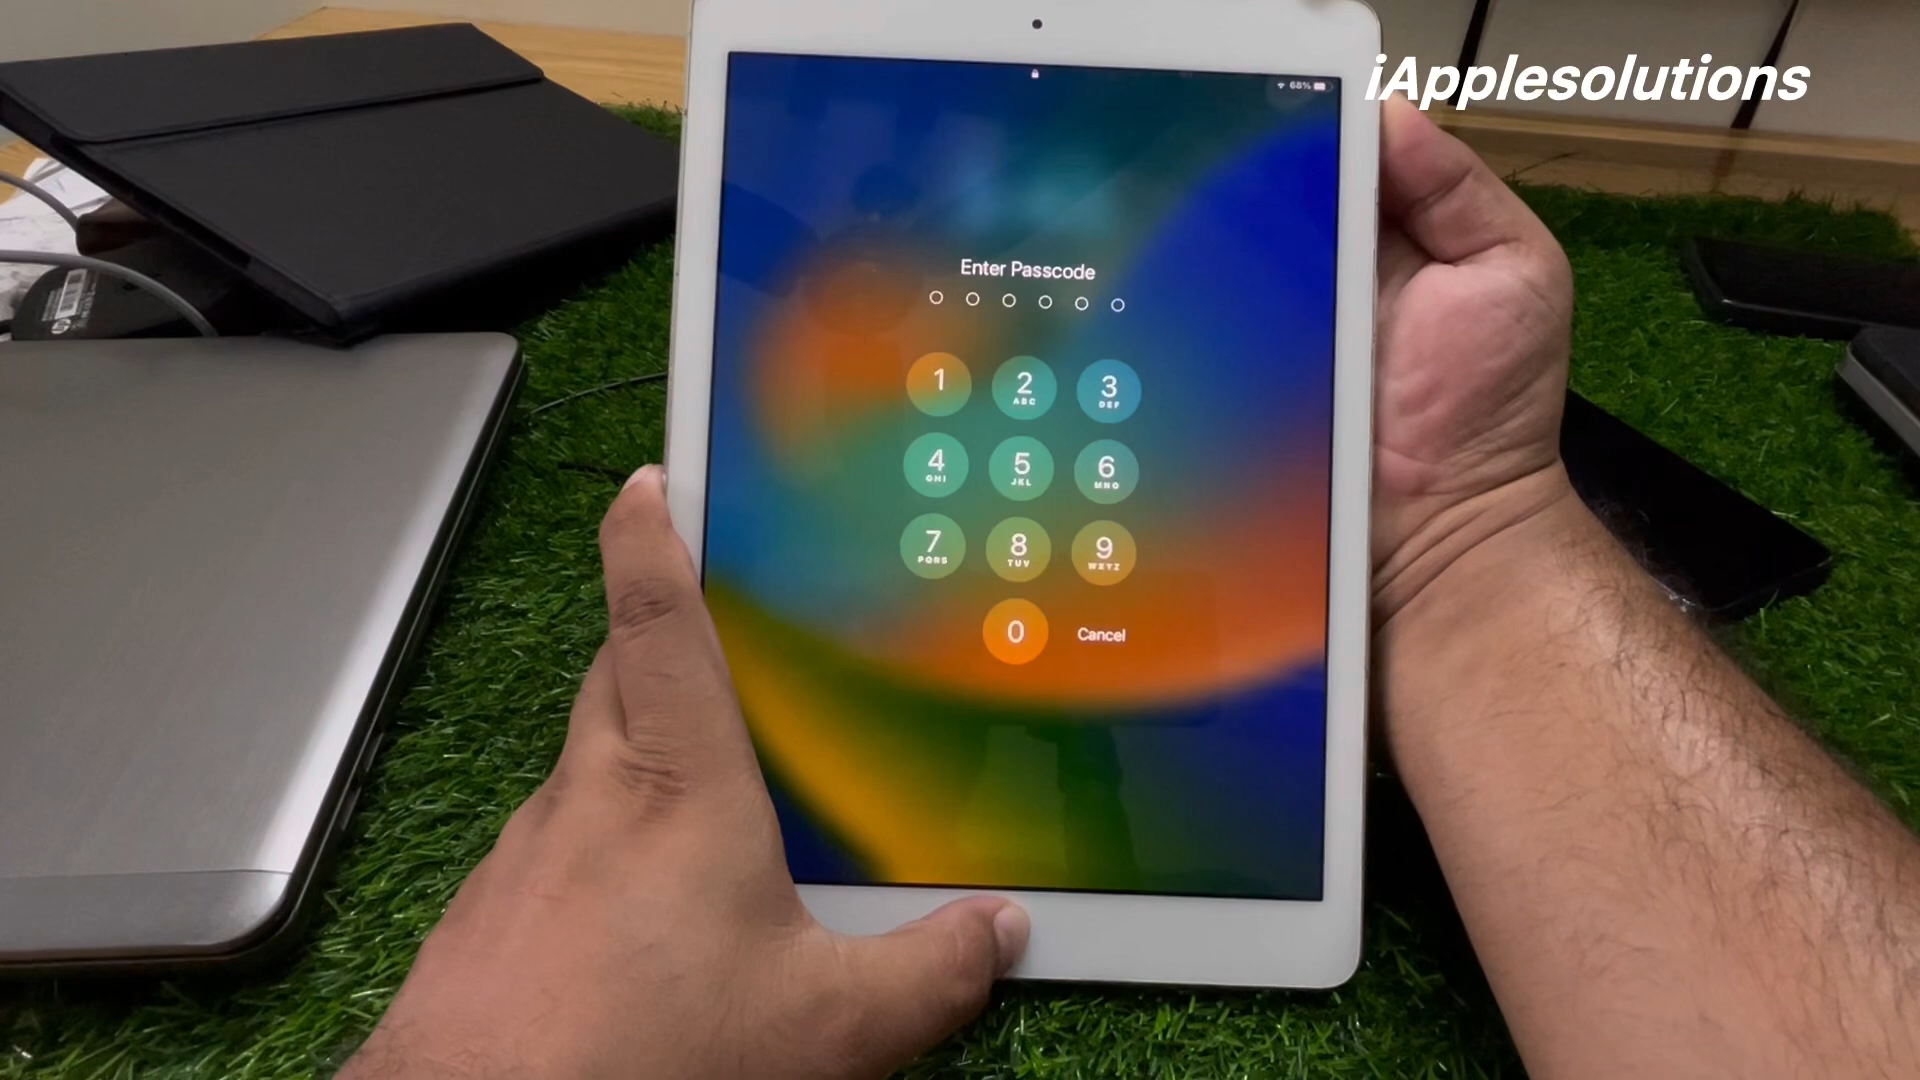 iApplesolutions
68%
Enter Passcode
1
2
ABC
3
DEF
4
GHI
5
JKL
6
MNO
7
PQRS
8
TUV
9
WXYZ
0
Cancel